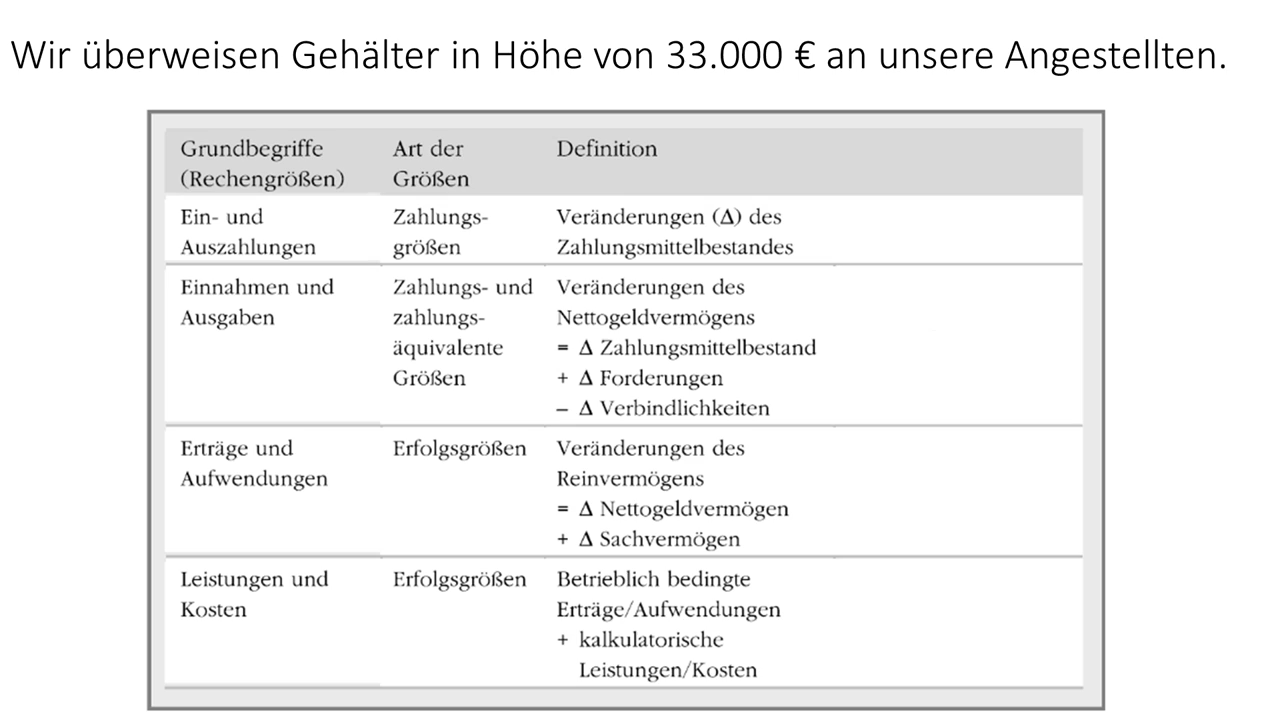 Wir überweisen Gehälter in Höhe von 33.000 € an unsere Angestellten.
Grundbegriffe (Rechengrößen) Art der Größen Definition
Ein- und Auszahlungen
Zahlungs-
größen
Veränderungen (Δ) des
Zahlungsmittelbestandes
Einnahmen und
Ausgaben
Zahlungs- und
zahlungs-
äquivalente
Größen
Veränderungen des
Nettogeldvermögens
= Δ Zahlungsmittelbestand
+ Δ Forderungen
– Δ Verbindlichkeiten
Erträge und
Aufwendungen
Erfolgsgrößen
Veränderungen des
Reinvermögens
= Δ Nettogeldvermögen
+ Δ Sachvermögen
Leistungen und
Kosten
Erfolgsgrößen
Betrieblich bedingte
Erträge/Aufwendungen
+ kalkulatorische
Leistungen/Kosten